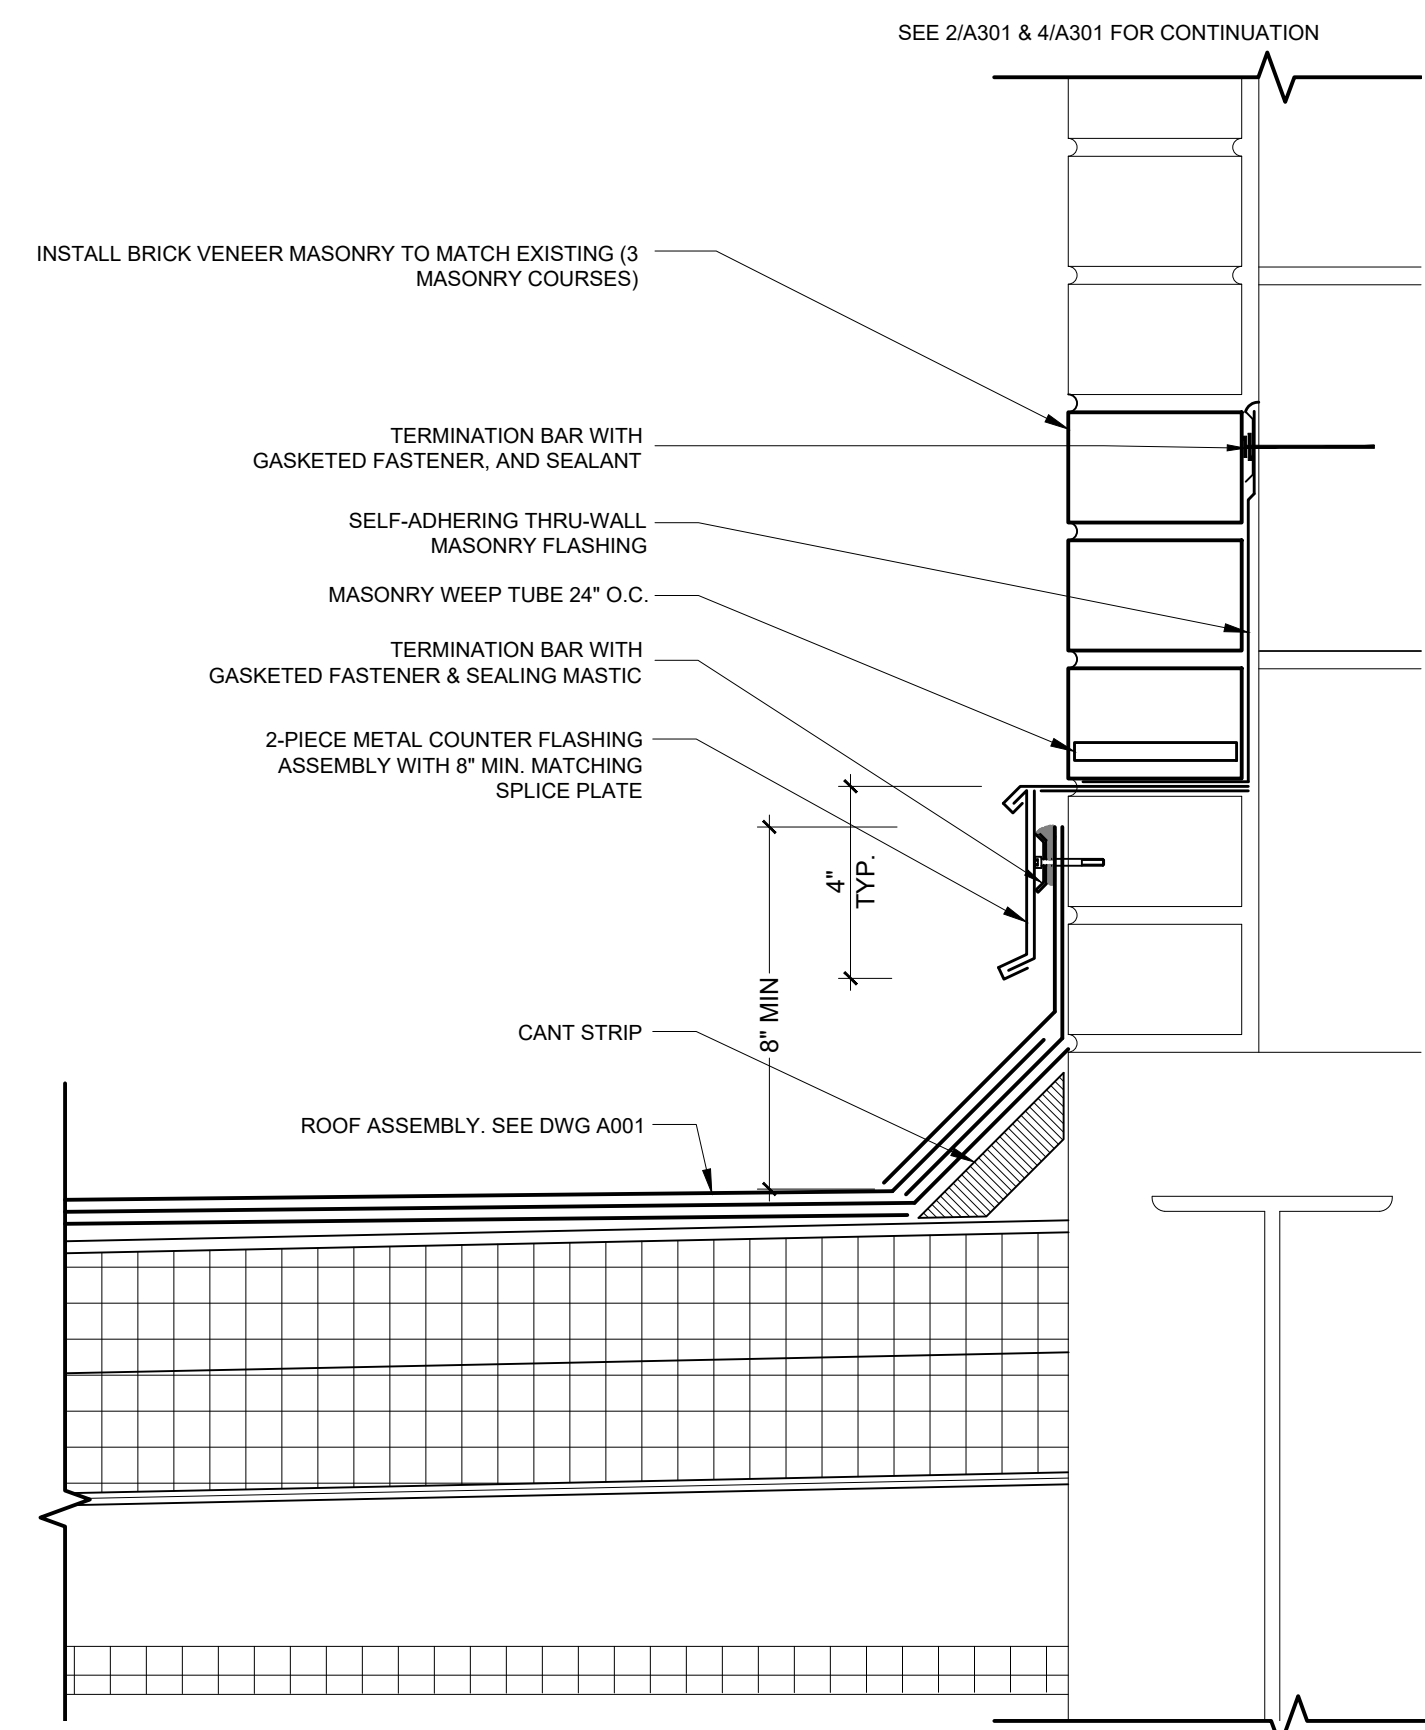 SEE 2/A301 & 4/A301 FOR CONTINUATION
INSTALL BRICK VENEER MASONRY TO MATCH EXISTING (3
MASONRY COURSES)
TERMINATION BAR WITH
GASKETED FASTENER, AND SEALANT
SELF-ADHERING THRU-WALL
MASONRY FLASHING
MASONRY WEEP TUBE 24" O.C.
TERMINATION BAR WITH
GASKETED FASTENER & SEALING MASTIC
2-PIECE METAL COUNTER FLASHING
ASSEMBLY WITH 8" MIN. MATCHING
SPLICE PLATE
4"
TYP.
8" MIN
CANT STRIP
ROOF ASSEMBLY. SEE DWG A001